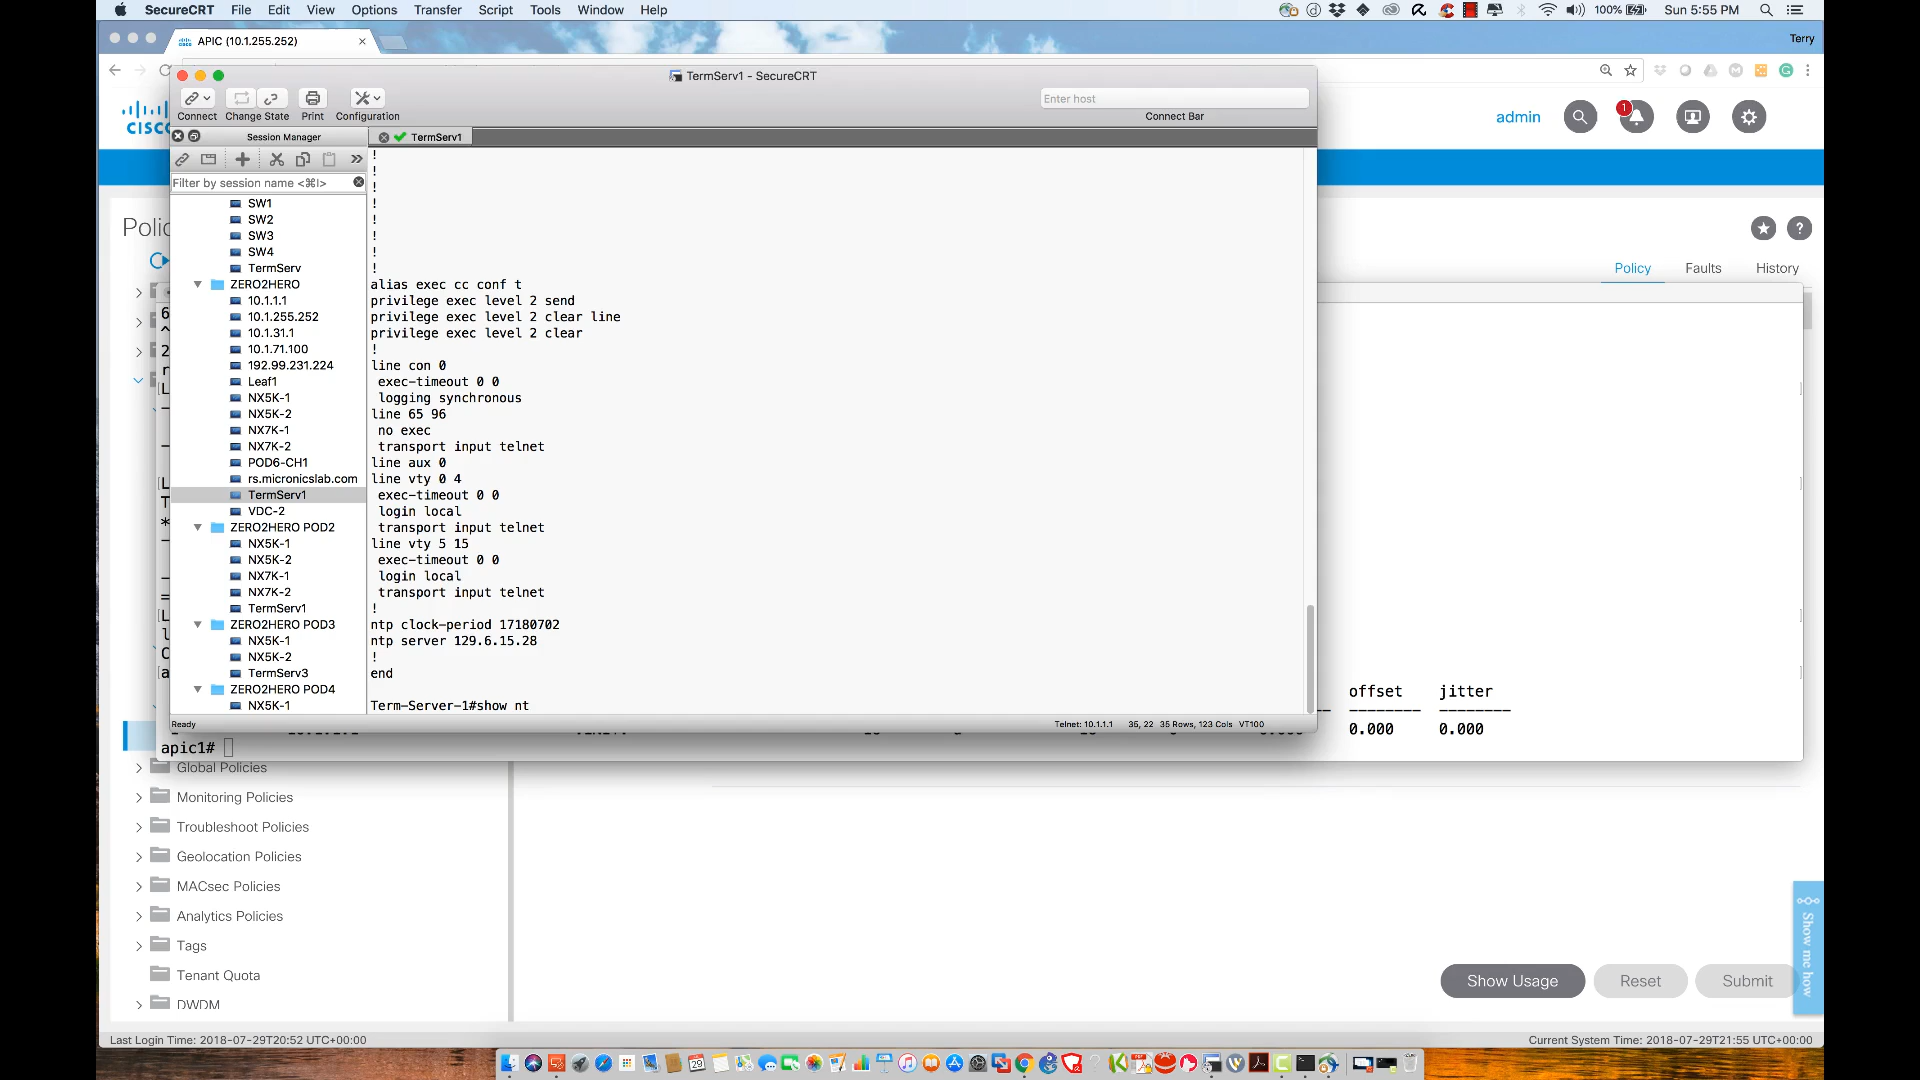 SecureCRT File Edit View Options Transfer Script Tools Window Help
100% Sun 5:55 PM
APIC (10.1.255.252)
Terry
TermServ1 - SecureCRT
Enter host
Connect Change State Print Configuration Connect Bar
cisco
admin
1
Session Manager
TermServ1
Filter by session name <⌘I>
SW1
SW2
SW3
SW4
TermServ
ZERO2HERO
10.1.1.1
10.1.255.252
10.1.31.1
10.1.71.100
192.99.231.224
Leaf1
NX5K-1
NX5K-2
NX7K-1
NX7K-2
POD6-CH1
rs.micronicslab.com
TermServ1
VDC-2
ZERO2HERO POD2
NX5K-1
NX5K-2
NX7K-1
NX7K-2
TermServ1
ZERO2HERO POD3
NX5K-1
NX5K-2
TermServ3
ZERO2HERO POD4
NX5K-1
!
!
!
!
!
!
!
!
alias exec cc conf t
privilege exec level 2 send
privilege exec level 2 clear line
privilege exec level 2 clear
!
line con 0
exec-timeout 0 0
logging synchronous
line 65 96
no exec
transport input telnet
line aux 0
line vty 0 4
exec-timeout 0 0
login local
transport input telnet
line vty 5 15
exec-timeout 0 0
login local
transport input telnet
!
ntp clock-period 17180702
ntp server 129.6.15.28
!
end
Term-Server-1#show nt
Ready
Telnet: 10.1.1.1 35, 22 35 Rows, 123 Cols VT100
Policy Faults History
offset jitter
0.000 0.000
apic1#
Global Policies
Monitoring Policies
Troubleshoot Policies
Geolocation Policies
MACsec Policies
Analytics Policies
Tags
Tenant Quota
DWDM
Show me how
Show Usage Reset Submit
Last Login Time: 2018-07-29T20:52 UTC+00:00
Current System Time: 2018-07-29T21:55 UTC+00:00